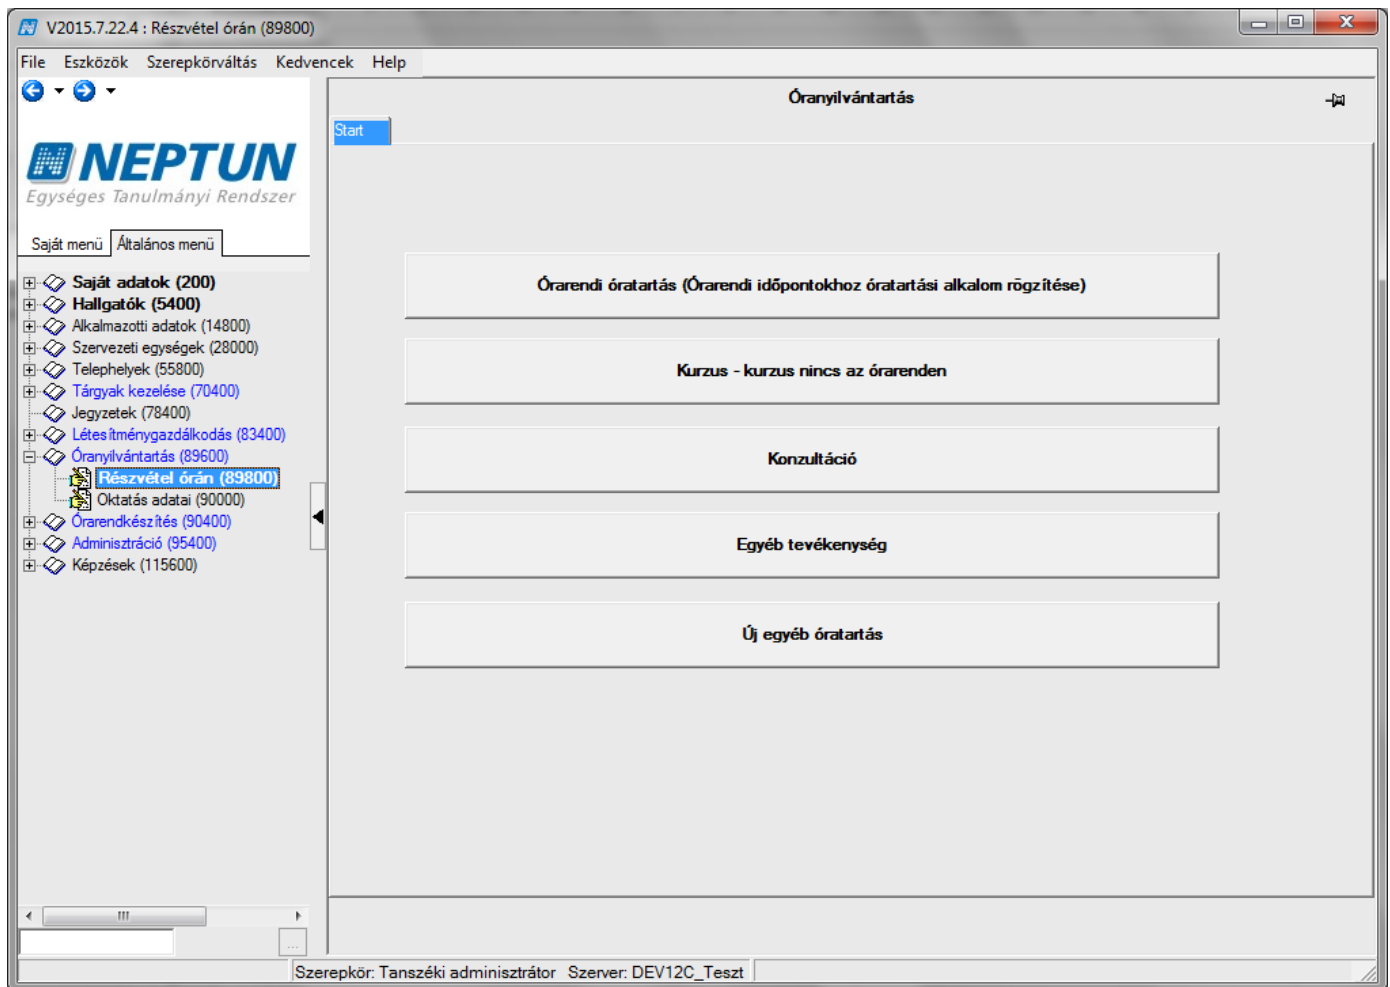 V2015.7.22.4 : Részvétel órán (89800)
File Eszközök Szerepkörváltás Kedvencek Help
NEPTUN
Egységes Tanulmányi Rendszer
Saját menü Általános menü
Saját adatok (200)
Hallgatók (5400)
Alkalmazotti adatok (14800)
Szervezeti egységek (28000)
Telephelyek (55800)
Tárgyak kezelése (70400)
Jegyzetek (78400)
Létesítménygazdálkodás (83400)
Óranyilvántartás (89600)
Részvétel órán (89800)
Oktatás adatai (90000)
Órarendkészítés (90400)
Adminisztráció (95400)
Képzések (115600)
...
Óranyilvántartás
Start
Órarendi óratartás (Órarendi időpontokhoz óratartási alkalom rögzítése)
Kurzus - kurzus nincs az órarenden
Konzultáció
Egyéb tevékenység
Új egyéb óratartás
Szerepkör: Tanszéki adminisztrátor Szerver: DEV12C_Teszt